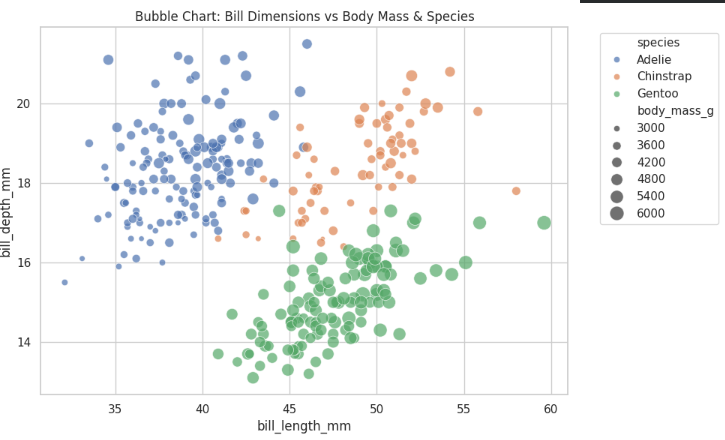 Bubble Chart: Bill Dimensions vs Body Mass & Species
species
Adelie
Chinstrap
Gentoo
body_mass_g
3000
3600
4200
4800
5400
6000
bill_depth_mm
20
18
16
14
35 40 45 50 55 60
bill_length_mm